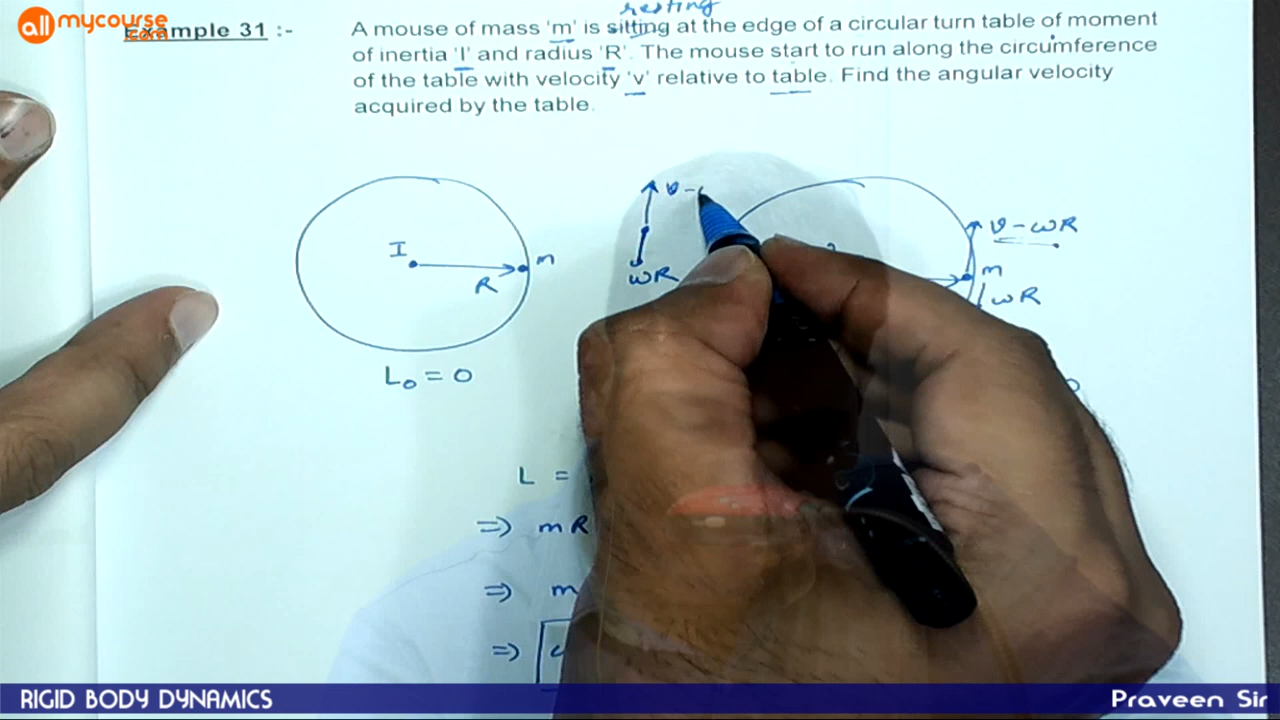 allmycourse.com
resting
Example 31 :-
A mouse of mass 'm' is sitting at the edge of a circular turn table of moment
of inertia 'I' and radius 'R'. The mouse start to run along the circumference
of the table with velocity 'v' relative to table. Find the angular velocity
acquired by the table.
I
R
m
L₀ = 0
v -
ωR
v - ωR
m
ωR
L =
⇒ mR
⇒ m
⇒
RIGID BODY DYNAMICS
Praveen Sir